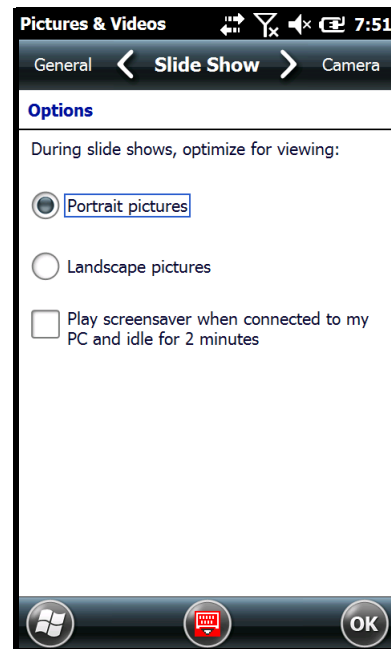 Pictures & Videos 7:51
General Slide Show Camera
Options
During slide shows, optimize for viewing:
Portrait pictures
Landscape pictures
Play screensaver when connected to my
PC and idle for 2 minutes
OK